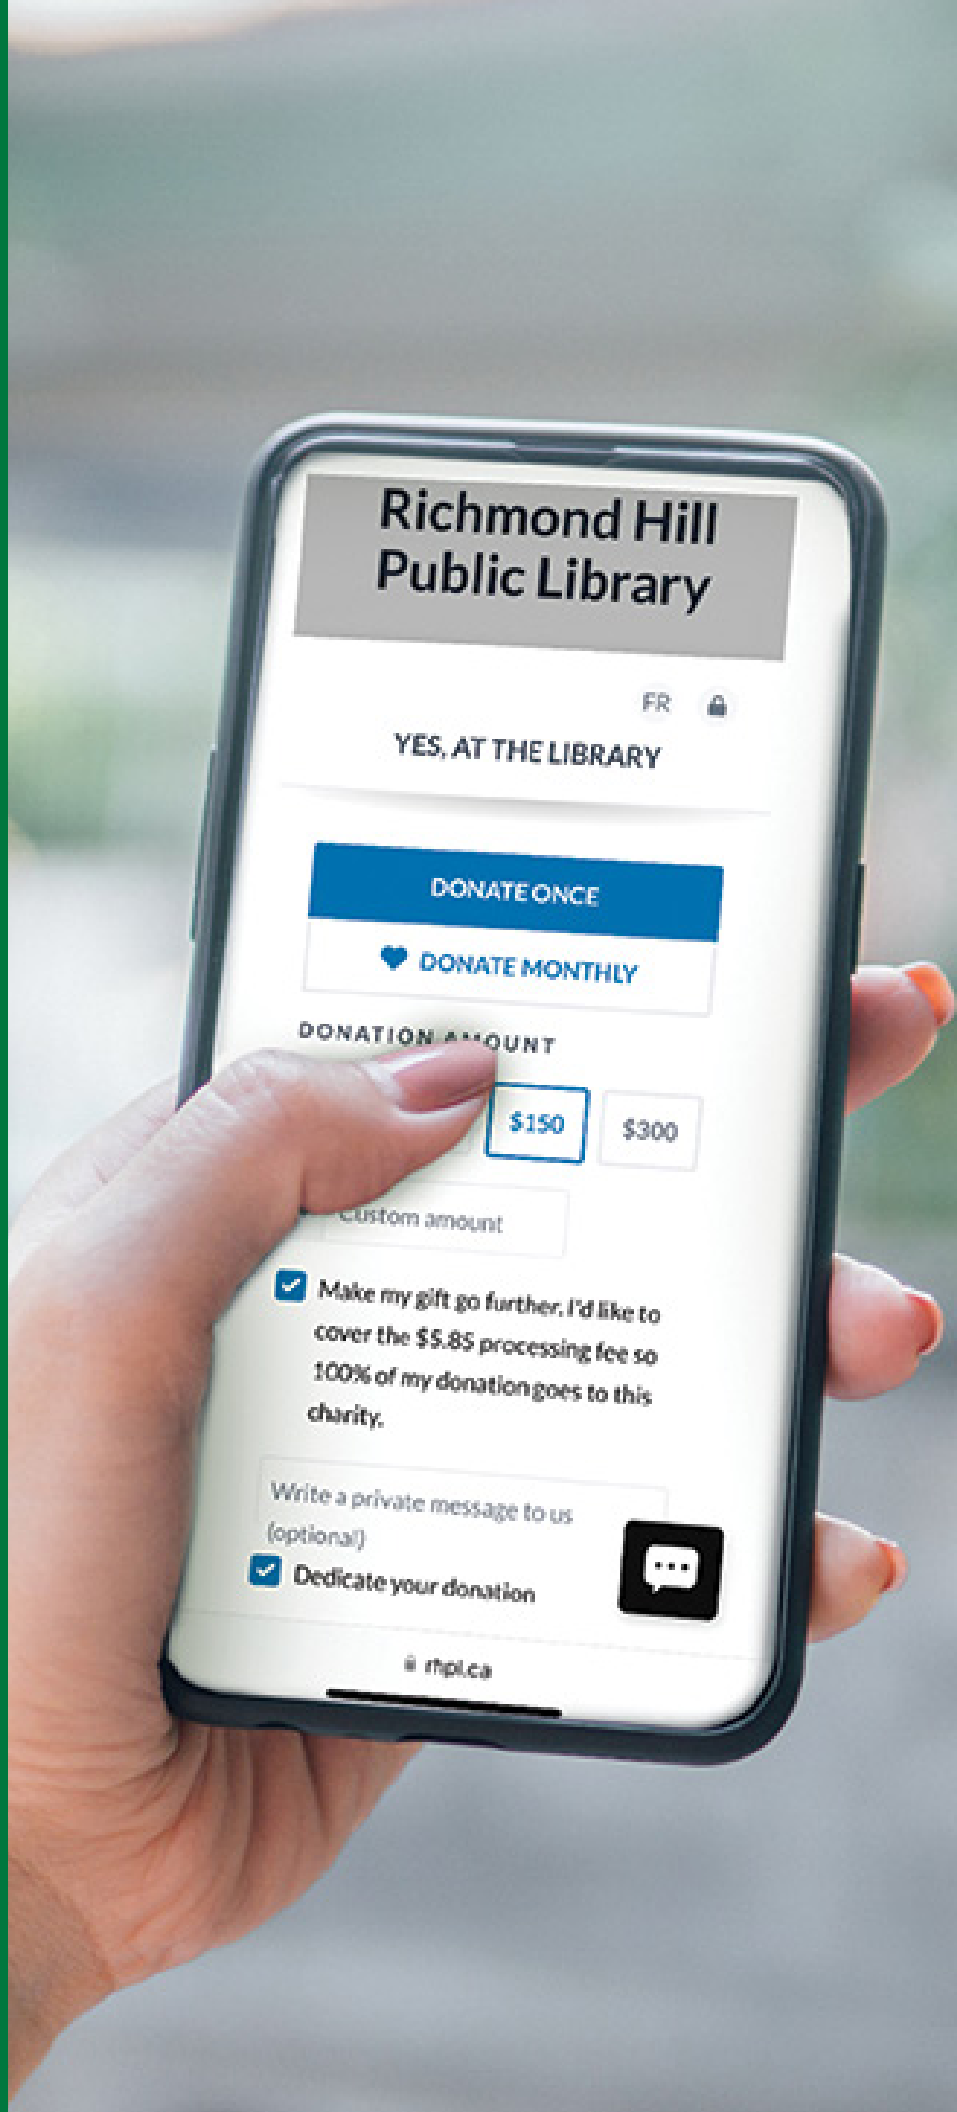 Richmond Hill
Public Library
FR
YES, AT THE LIBRARY
DONATE ONCE
DONATE MONTHLY
DONATION AMOUNT
$150 $300
Custom amount
Make my gift go further. I'd like to
cover the $5.85 processing fee so
100% of my donation goes to this
charity.
Write a private message to us
(optional)
Dedicate your donation
rhpl.ca